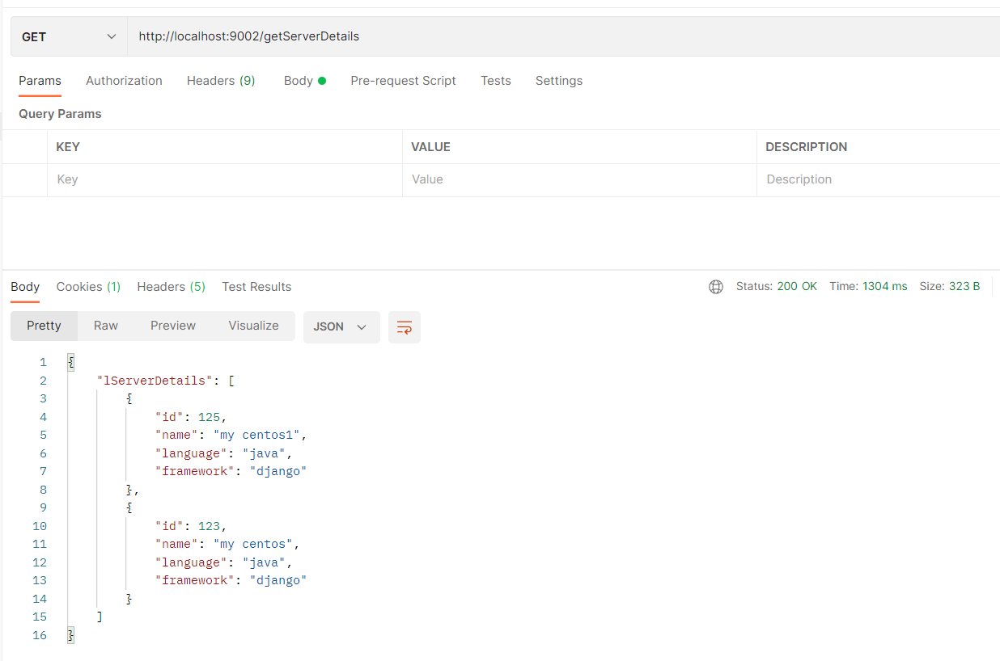 GET http://localhost:9002/getServerDetails
Params Authorization Headers (9) Body Pre-request Script Tests Settings
Query Params
KEY VALUE DESCRIPTION
Key Value Description
Body Cookies (1) Headers (5) Test Results Status: 200 OK Time: 1304 ms Size: 323 B
Pretty Raw Preview Visualize JSON
1 {
2 "lServerDetails": [
3 {
4 "id": 125,
5 "name": "my centos1",
6 "language": "java",
7 "framework": "django"
8 },
9 {
10 "id": 123,
11 "name": "my centos",
12 "language": "java",
13 "framework": "django"
14 }
15 ]
16 }